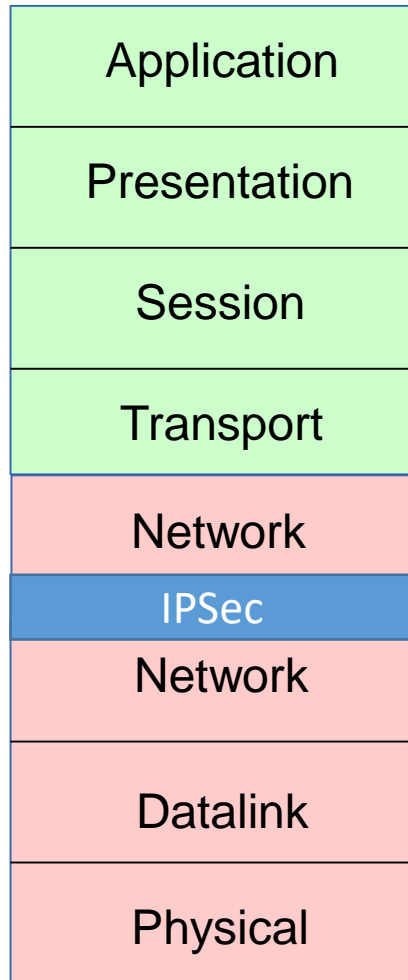 Application
Presentation
Session
Transport
Network
IPSec
Network
Datalink
Physical